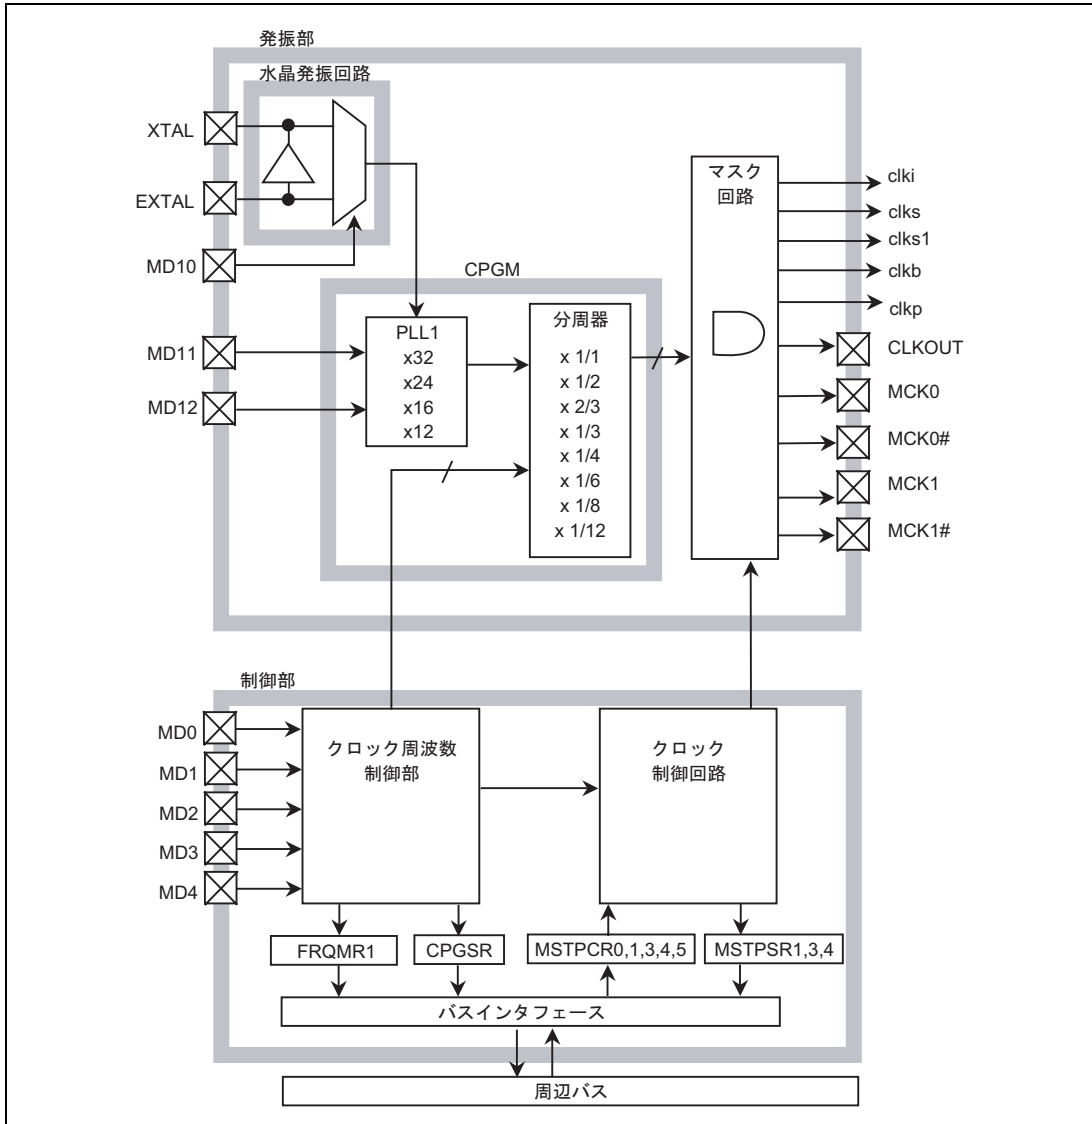 発振部
水晶発振回路
XTAL
EXTAL
MD10
MD11
MD12
CPGM
PLL1
x32
x24
x16
x12
分周器
x 1/1
x 1/2
x 2/3
x 1/3
x 1/4
x 1/6
x 1/8
x 1/12
マスク
回路
clki
clks
clks1
clkb
clkp
CLKOUT
MCK0
MCK0#
MCK1
MCK1#
制御部
MD0
MD1
MD2
MD3
MD4
クロック周波数
制御部
クロック
制御回路
FRQMR1
CPGSR
MSTPCR0,1,3,4,5
MSTPSR1,3,4
バスインタフェース
周辺バス